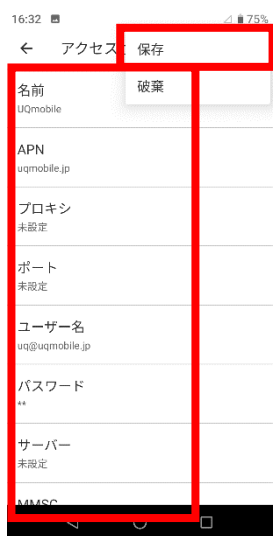 16:32 75%
アクセス
保存
破棄
名前
UQmobile
APN
uqmobile.jp
プロキシ
未設定
ポート
未設定
ユーザー名
uq@uqmobile.jp
パスワード
**
サーバー
未設定
MMSC